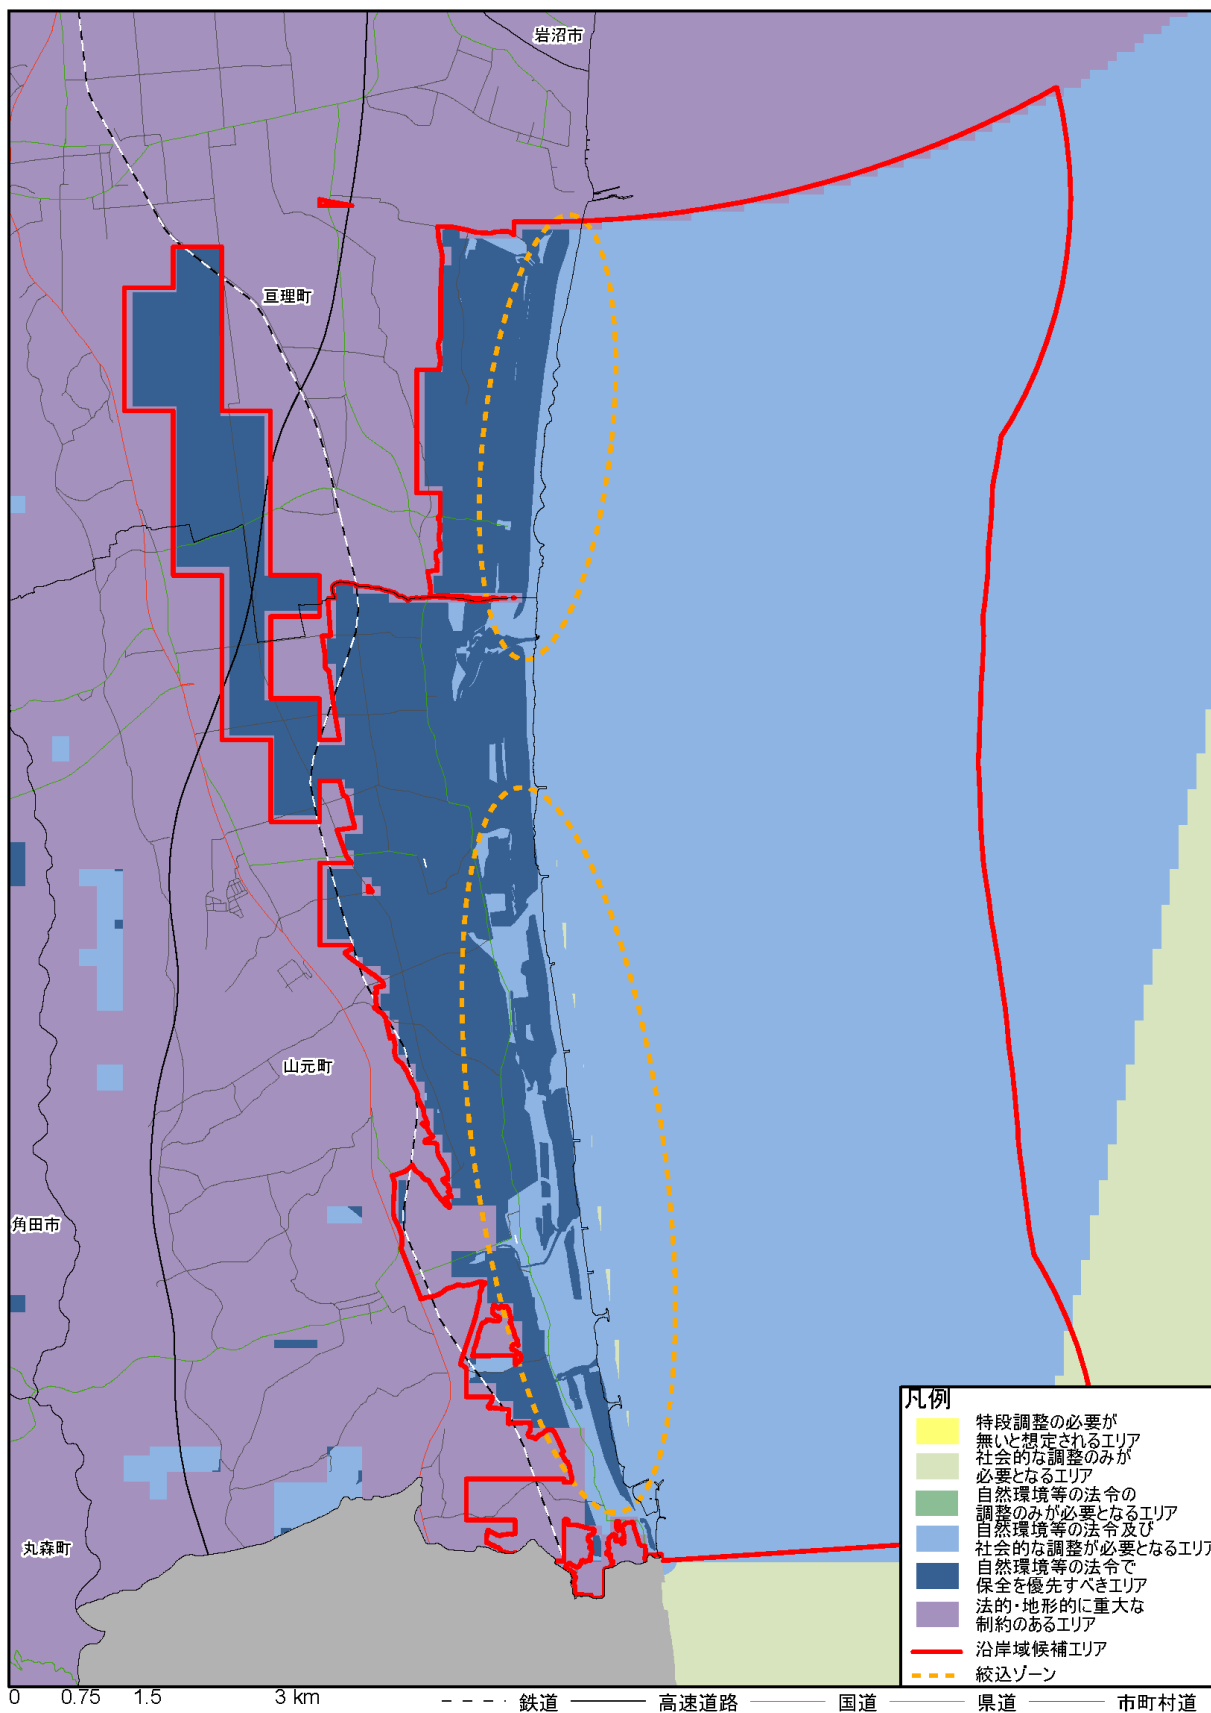 岩沼市
亘理町
山元町
角田市
丸森町
凡例
特段調整の必要が
無いと想定されるエリア
社会的な調整のみが
必要となるエリア
自然環境等の法令の
調整のみが必要となるエリア
自然環境等の法令及び
社会的な調整が必要となるエリア
自然環境等の法令で
保全を優先すべきエリア
法的・地形的に重大な
制約のあるエリア
沿岸域候補エリア
絞込ゾーン
0 0.75 1.5 3 km
鉄道 高速道路 国道 県道 市町村道